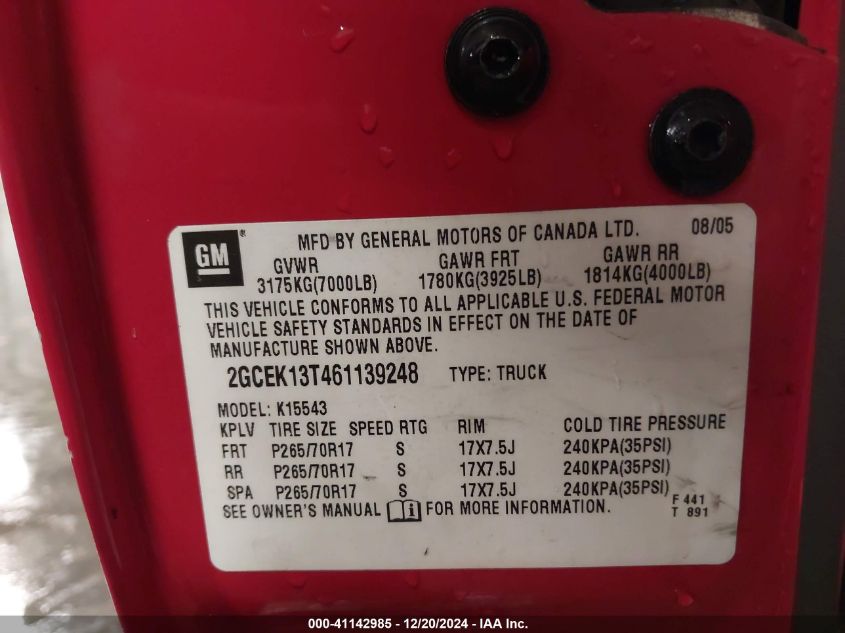 GM ® MFD BY GENERAL MOTORS OF CANADA LTD. 08/05
GVWR GAWR FRT GAWR RR
3175KG(7000LB) 1780KG(3925LB) 1814KG(4000LB)
THIS VEHICLE CONFORMS TO ALL APPLICABLE U.S. FEDERAL MOTOR
VEHICLE SAFETY STANDARDS IN EFFECT ON THE DATE OF
MANUFACTURE SHOWN ABOVE.
2GCEK13T461139248 TYPE: TRUCK
MODEL: K15543
KPLV TIRE SIZE SPEED RTG RIM COLD TIRE PRESSURE
FRT P265/70R17 S 17X7.5J 240KPA(35PSI)
RR P265/70R17 S 17X7.5J 240KPA(35PSI)
SPA P265/70R17 S 17X7.5J 240KPA(35PSI)
SEE OWNER'S MANUAL FOR MORE INFORMATION.
F 441
T 891
000-41142985 - 12/20/2024 - IAA Inc.